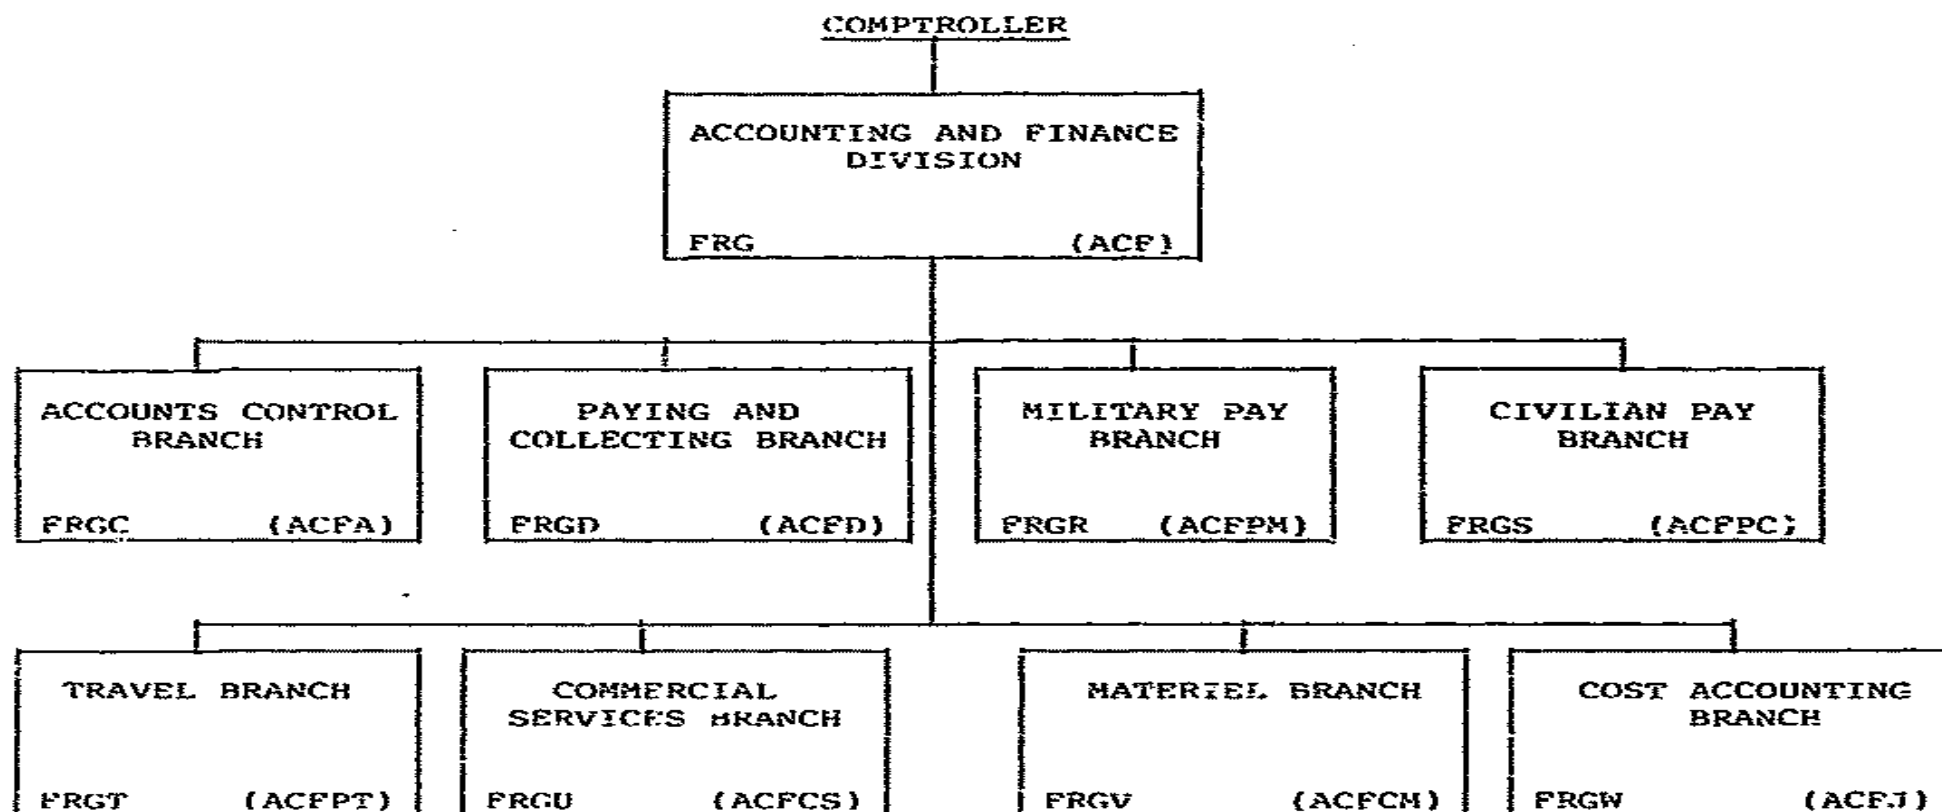 COMPTROLLER
ACCOUNTING AND FINANCE
DIVISION
FRG (ACF)
ACCOUNTS CONTROL
BRANCH
FRGC (ACFA)
PAYING AND
COLLECTING BRANCH
FRGD (ACFD)
MILITARY PAY
BRANCH
FRGR (ACFPM)
CIVILIAN PAY
BRANCH
FRGS (ACFPC)
TRAVEL BRANCH
FRGT (ACFPT)
COMMERCIAL
SERVICES BRANCH
FRGU (ACFCS)
MATERIEL BRANCH
FRGV (ACFCM)
COST ACCOUNTING
BRANCH
FRGW (ACFJ)